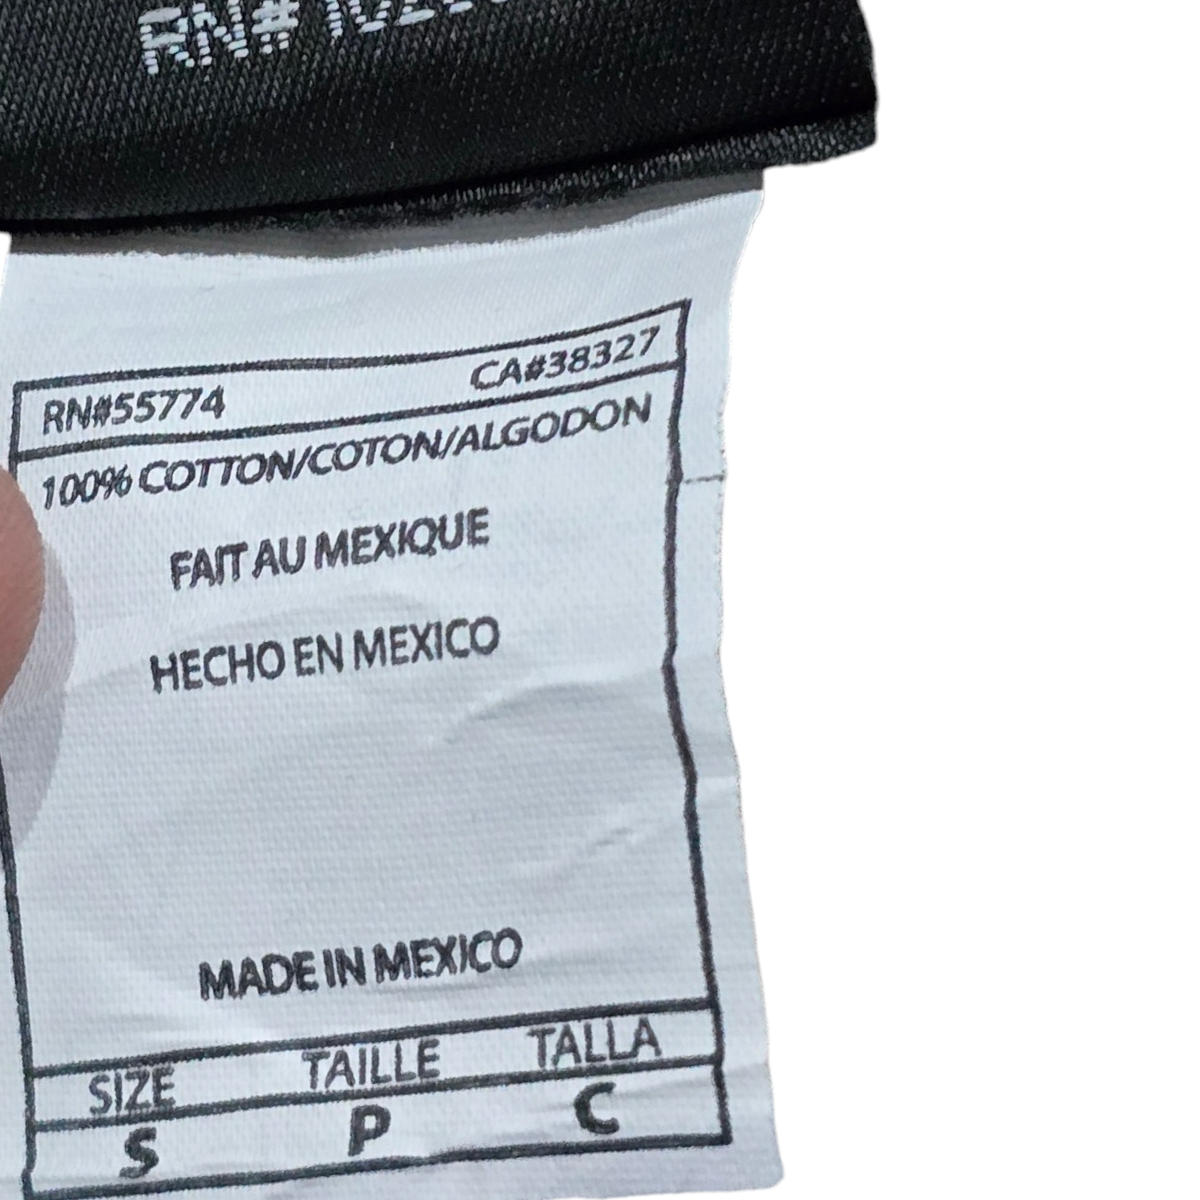 RN#
RN#55774 CA#38327
100% COTTON/COTON/ALGODON
FAIT AU MEXIQUE
HECHO EN MEXICO
MADE IN MEXICO
SIZE TAILLE TALLA
S P C